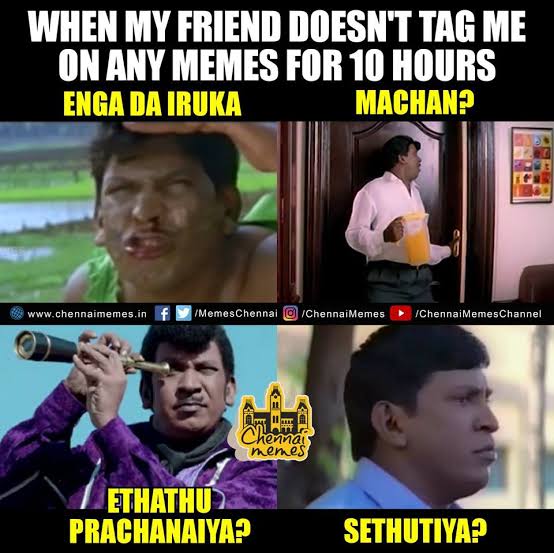 WHEN MY FRIEND DOESN'T TAG ME
ON ANY MEMES FOR 10 HOURS
ENGA DA IRUKA
MACHAN?
www.chennaimemes.in /MemesChennai /ChennaiMemes /ChennaiMemesChannel
Chennai
memes
ETHATHU
PRACHANAIYA?
SETHUTIYA?